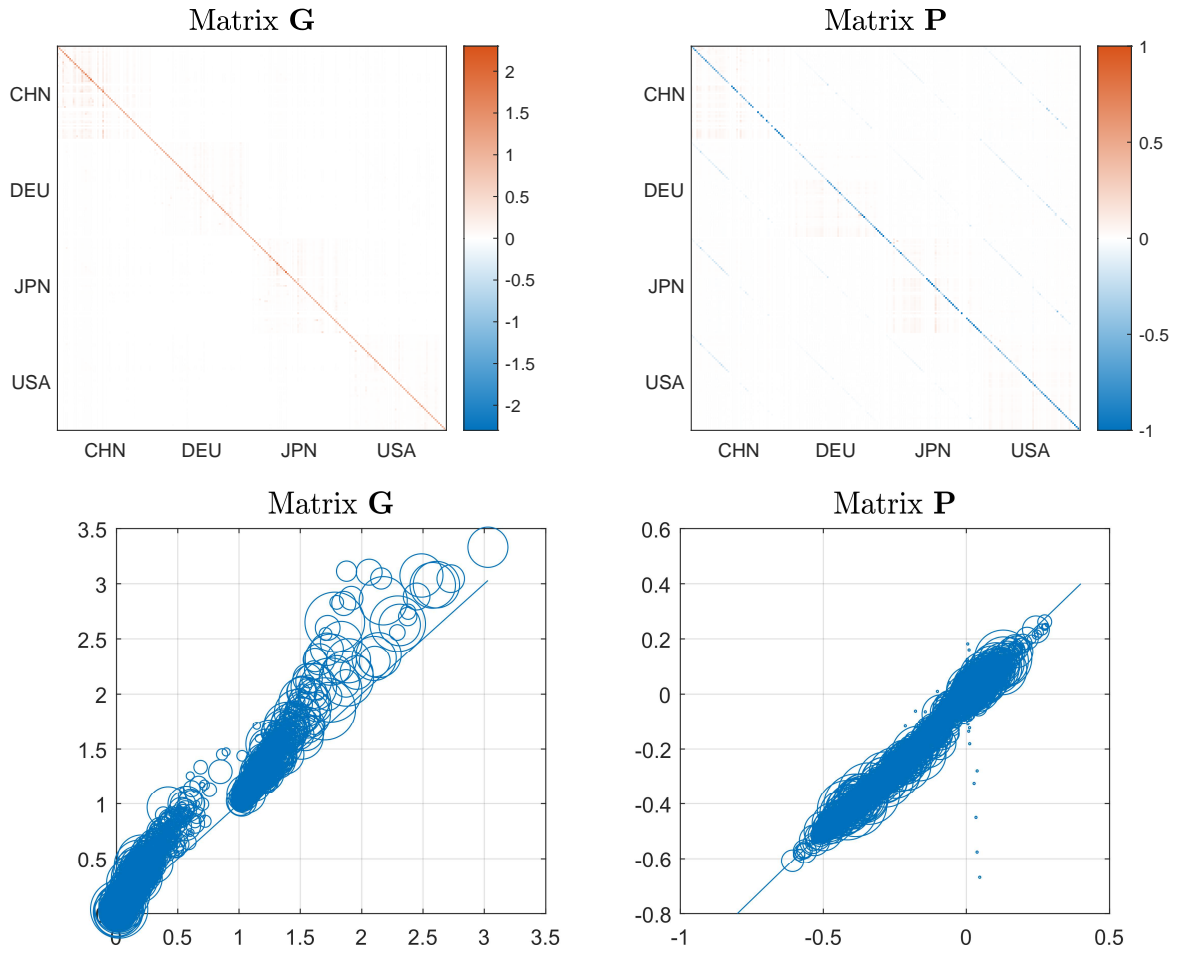 Matrix G
Matrix P
CHN
DEU
JPN
USA
CHN DEU JPN USA
2
1.5
1
0.5
0
-0.5
-1
-1.5
-2
CHN
DEU
JPN
USA
CHN DEU JPN USA
1
0.5
0
-0.5
-1
Matrix G
Matrix P
3.5
3
2.5
2
1.5
1
0.5
0 0.5 1 1.5 2 2.5 3 3.5
0.6
0.4
0.2
0
-0.2
-0.4
-0.6
-0.8
-1 -0.5 0 0.5